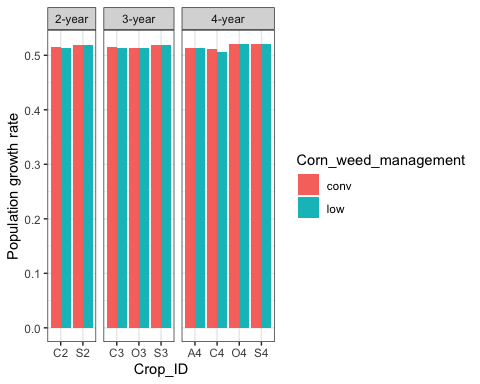 2-year 3-year 4-year
Population growth rate
0.5
0.4
0.3
0.2
0.1
0.0
C2 S2 C3 O3 S3 A4 C4 O4 S4
Crop_ID
Corn_weed_management
conv
low